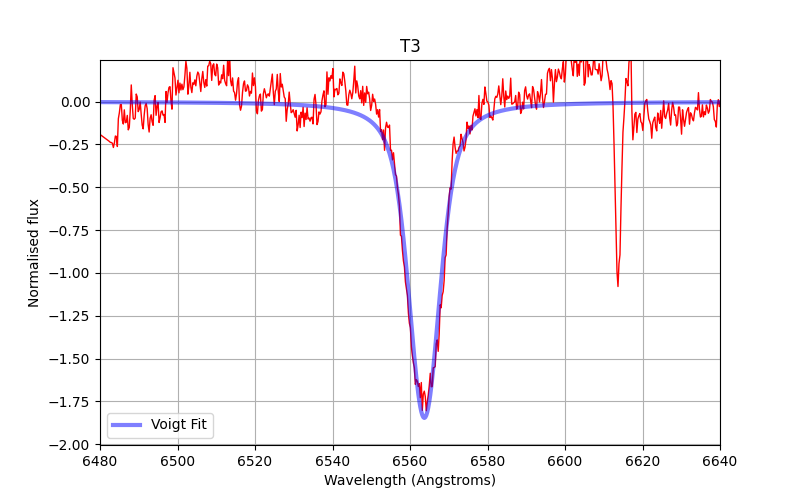 T3
Normalised flux
0.00
−0.25
−0.50
−0.75
−1.00
−1.25
−1.50
−1.75
−2.00
Voigt Fit
6480 6500 6520 6540 6560 6580 6600 6620 6640
Wavelength (Angstroms)